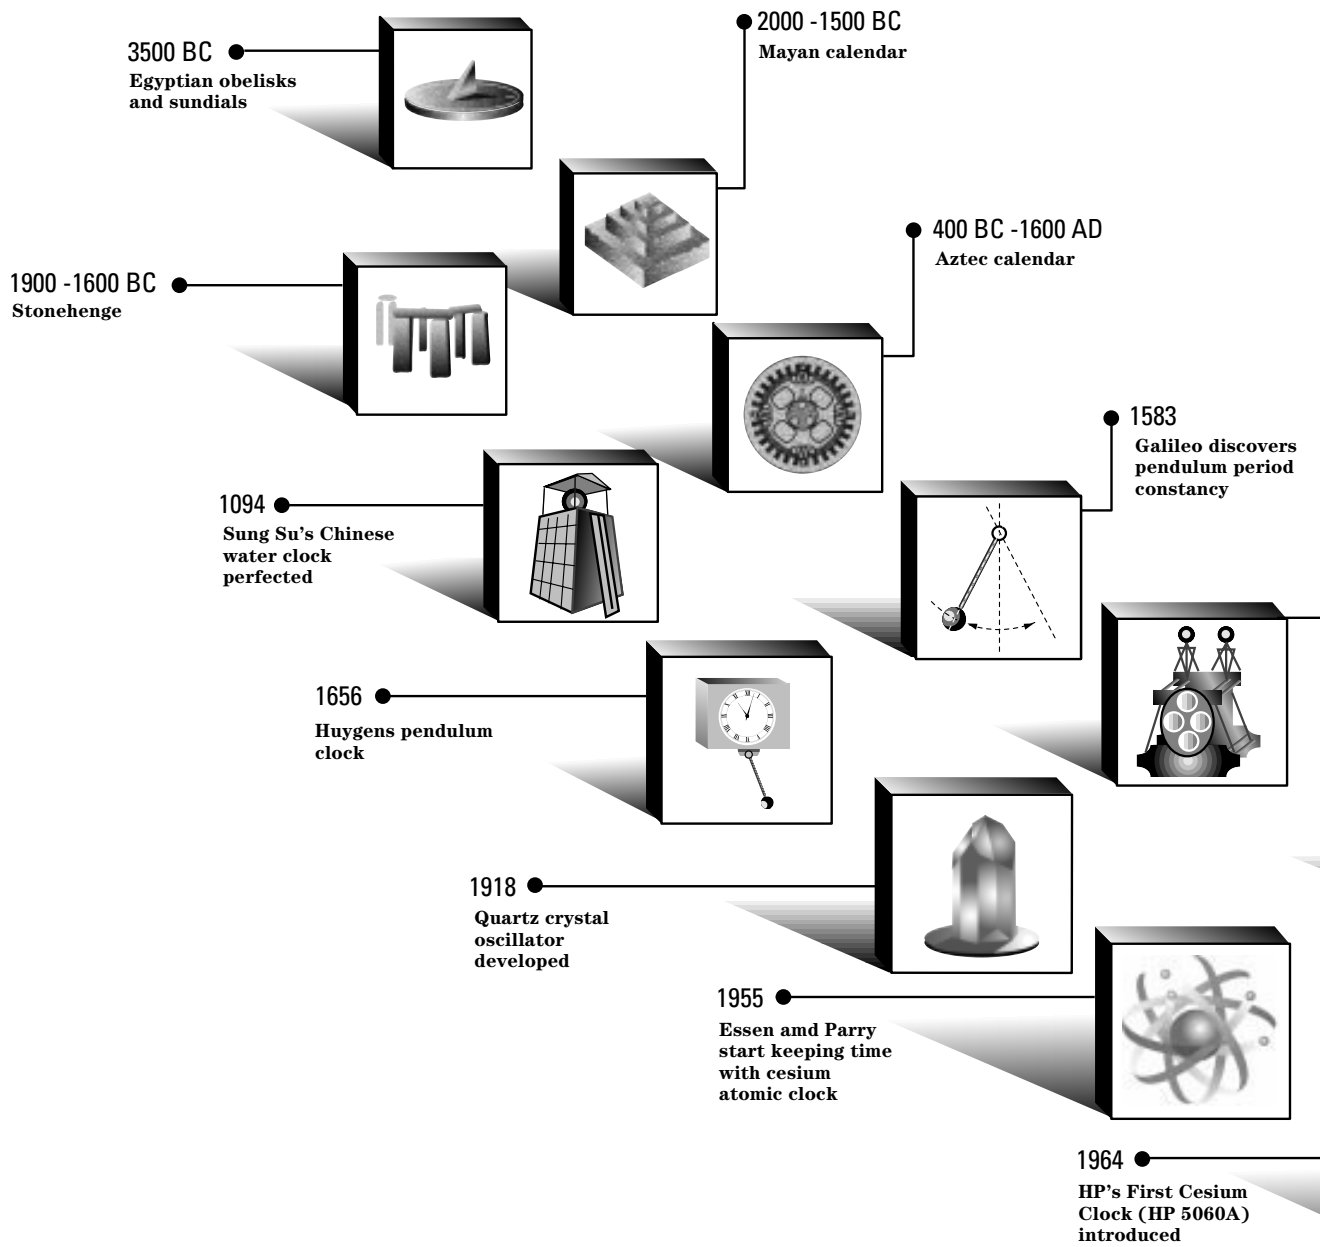 3500 BC
Egyptian obelisks
and sundials
2000 -1500 BC
Mayan calendar
1900 -1600 BC
Stonehenge
400 BC -1600 AD
Aztec calendar
1094
Sung Su's Chinese
water clock
perfected
1583
Galileo discovers
pendulum period
constancy
1656
Huygens pendulum
clock
1918
Quartz crystal
oscillator
developed
1955
Essen amd Parry
start keeping time
with cesium
atomic clock
1964
HP's First Cesium
Clock (HP 5060A)
introduced